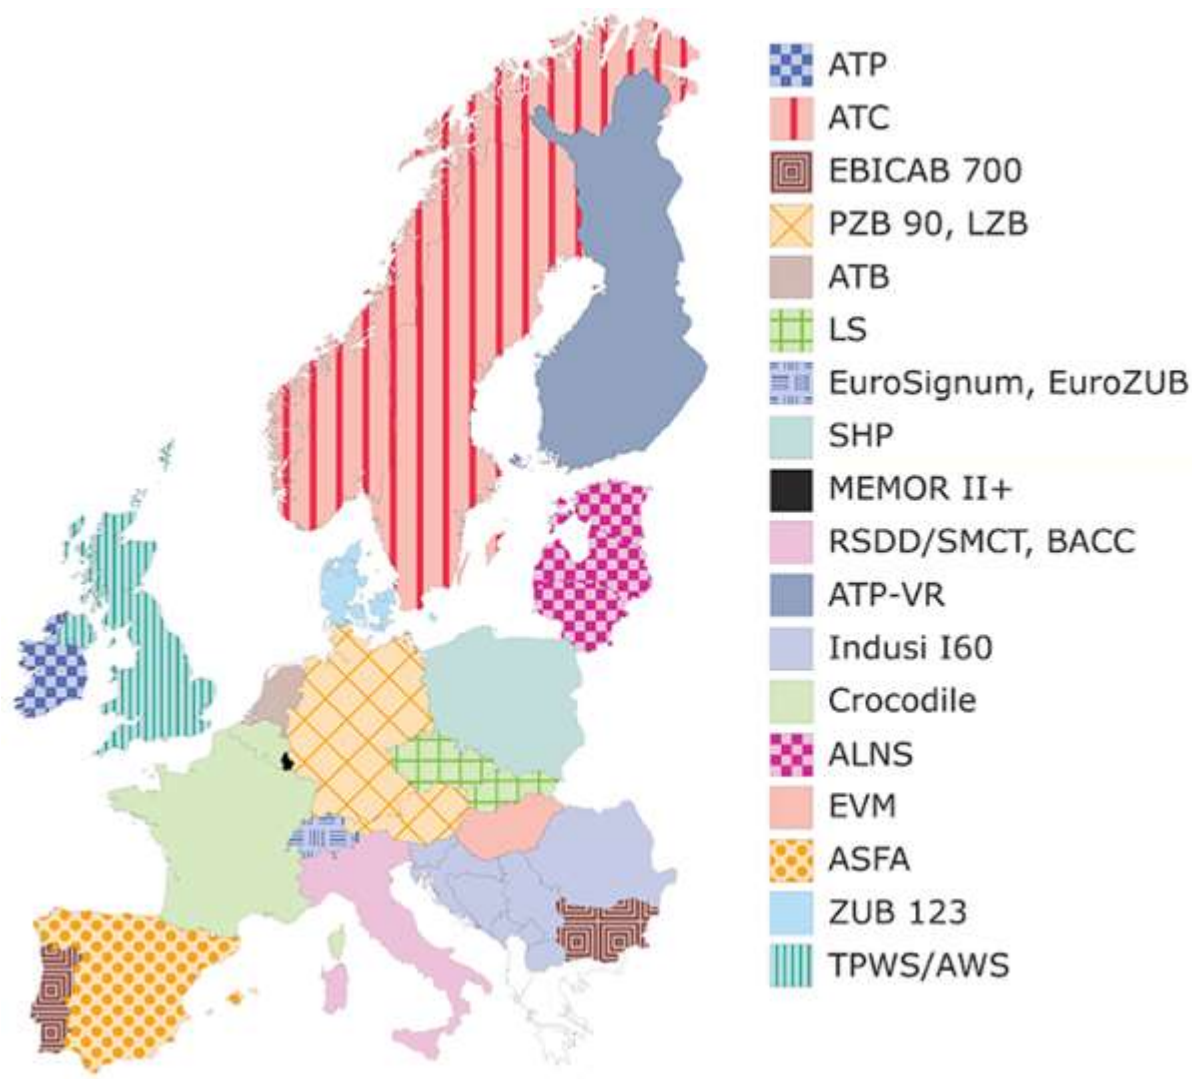 ATP
ATC
EBICAB 700
PZB 90, LZB
ATB
LS
EuroSignum, EuroZUB
SHP
MEMOR II+
RSDD/SMCT, BACC
ATP-VR
Indusi I60
Crocodile
ALNS
EVM
ASFA
ZUB 123
TPWS/AWS